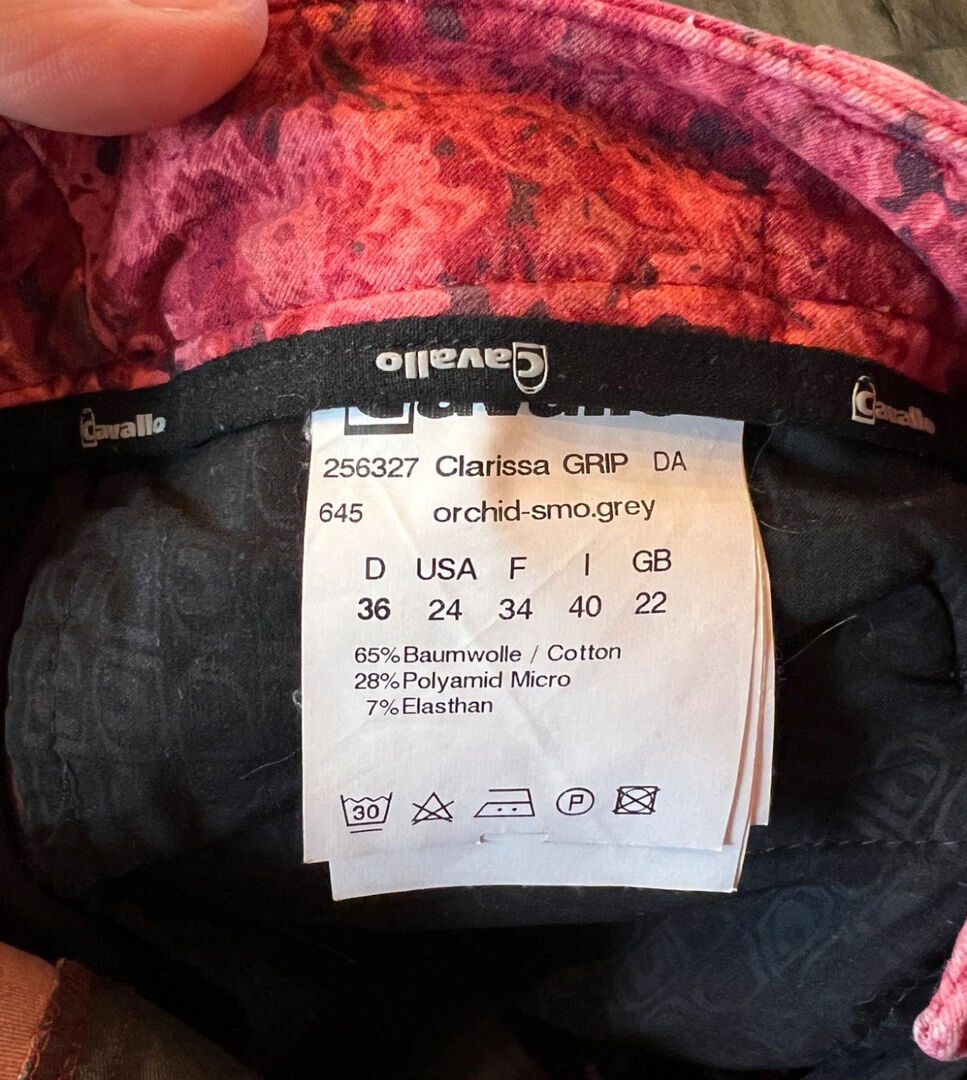 Cavallo
Cavallo
Cavallo
Cavallo
256327 Clarissa GRIP DA
645 orchid-smo.grey
D USA F I GB
36 24 34 40 22
65% Baumwolle / Cotton
28% Polyamid Micro
7% Elasthan
30
P